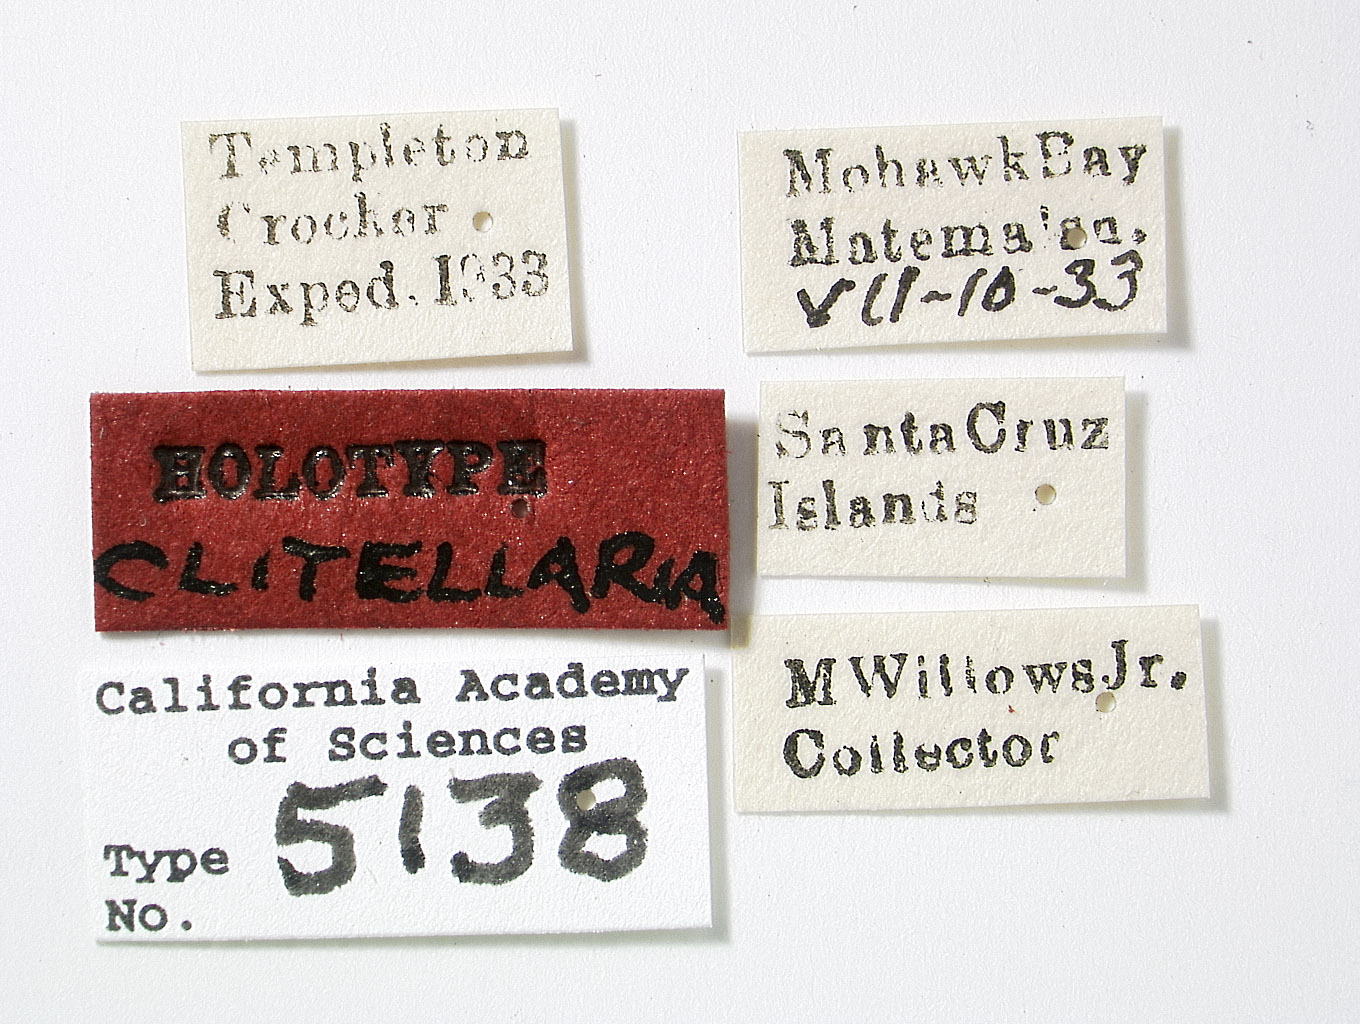 Templeton
Crocker
Exped. 1933
Mohawk Bay
Matema Isn.
VII-10-33
HOLOTYPE
CLITELLARIA
Santa Cruz
Islands
California Academy
of Sciences
Type
No. 5138
M Willows Jr.
Collector